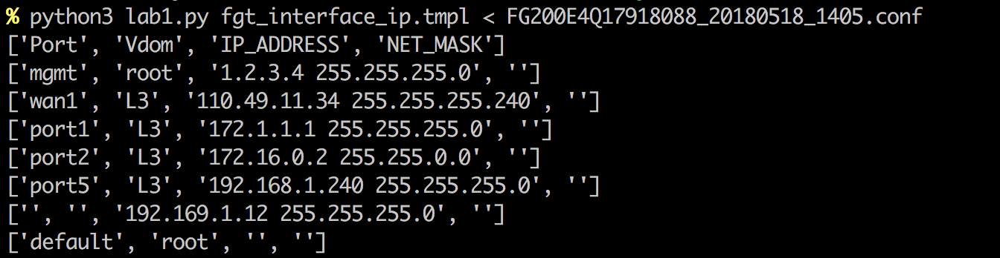 % python3 lab1.py fgt_interface_ip.tmpl < FG200E4Q17918088_20180518_1405.conf
['Port', 'Vdom', 'IP_ADDRESS', 'NET_MASK']
['mgmt', 'root', '1.2.3.4 255.255.255.0', '']
['wan1', 'L3', '110.49.11.34 255.255.255.240', '']
['port1', 'L3', '172.1.1.1 255.255.255.0', '']
['port2', 'L3', '172.16.0.2 255.255.0.0', '']
['port5', 'L3', '192.168.1.240 255.255.255.0', '']
['', '', '192.169.1.12 255.255.255.0', '']
['default', 'root', '', '']